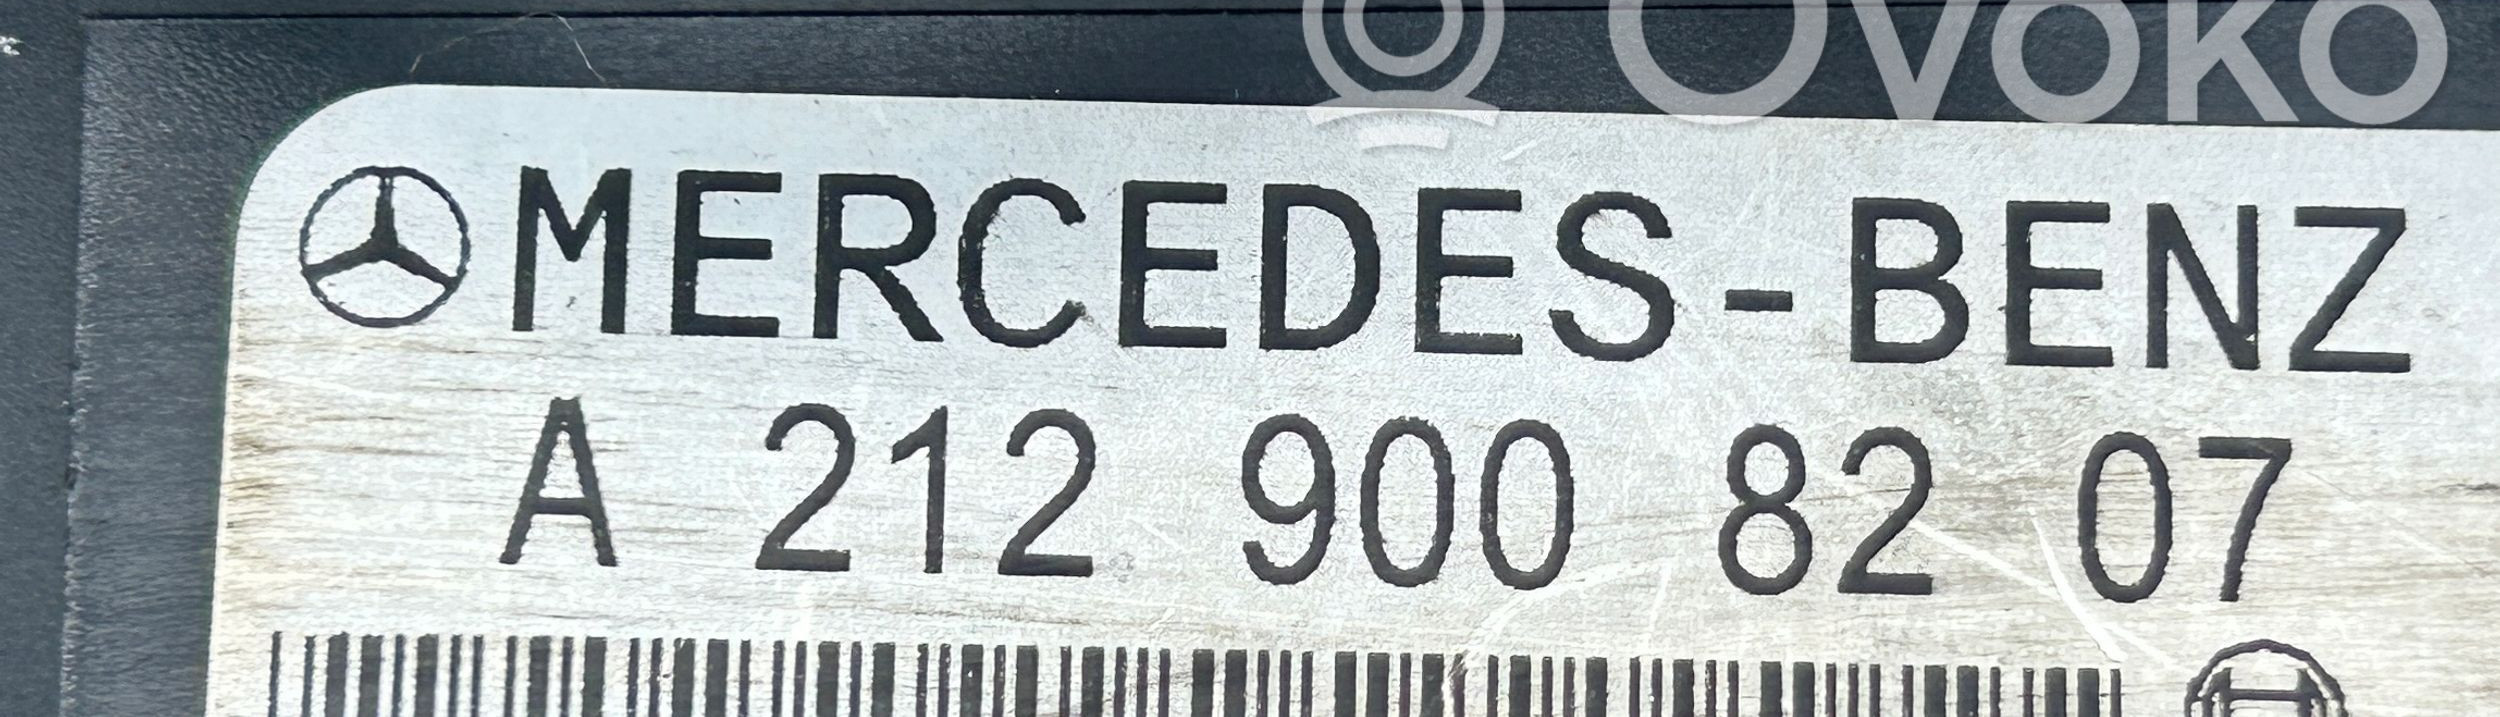 Ovoko
MERCEDES-BENZ
A 212 900 82 07